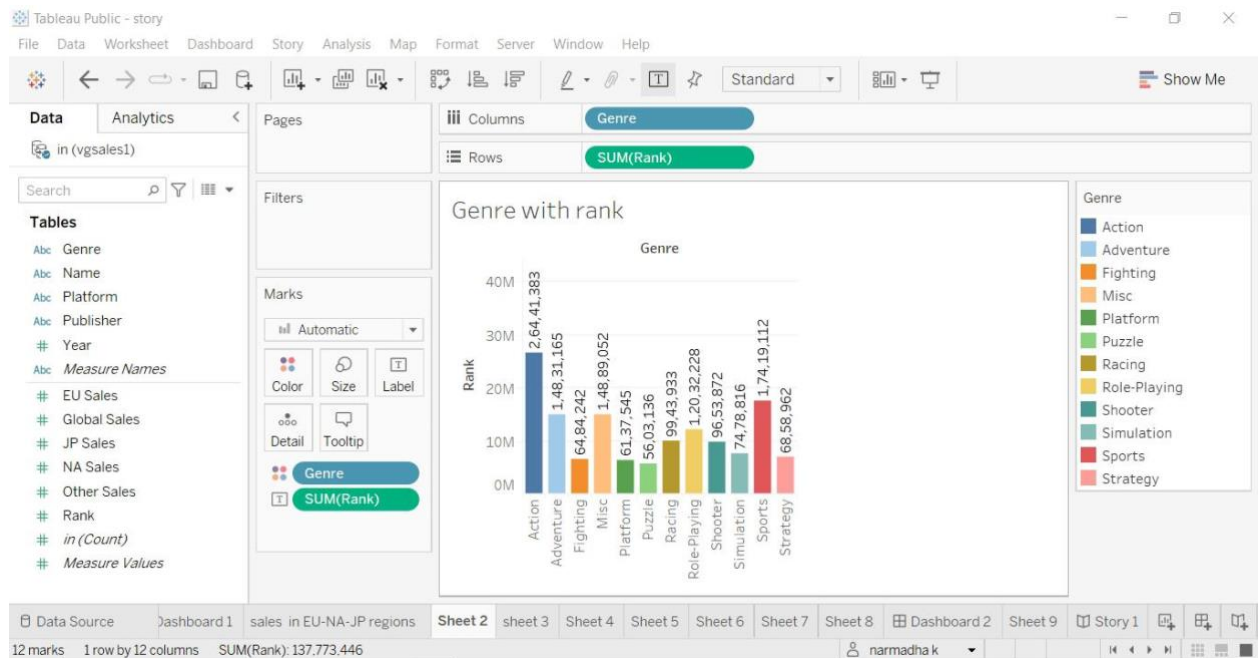 Tableau Public - story
File Data Worksheet Dashboard Story Analysis Map Format Server Window Help
Standard
Show Me
Data Analytics
in (vgsales1)
Search
Tables
Abc Genre
Abc Name
Abc Platform
Abc Publisher
# Year
Abc Measure Names
# EU Sales
# Global Sales
# JP Sales
# NA Sales
# Other Sales
# Rank
# in (Count)
# Measure Values
Pages
Filters
Marks
Automatic
Color Size Label
Detail Tooltip
Genre
SUM(Rank)
Columns Genre
Rows SUM(Rank)
Genre with rank
Genre
Rank
40M
30M
20M
10M
0M
2,64,41,383
1,48,31,165
64,84,242
1,48,89,052
61,37,545
56,03,136
99,43,933
1,20,32,228
96,53,872
74,78,816
1,74,19,112
68,58,962
Action
Adventure
Fighting
Misc
Platform
Puzzle
Racing
Role-Playing
Shooter
Simulation
Sports
Strategy
Genre
Action
Adventure
Fighting
Misc
Platform
Puzzle
Racing
Role-Playing
Shooter
Simulation
Sports
Strategy
Data Source Dashboard 1 sales in EU-NA-JP regions Sheet 2 sheet 3 Sheet 4 Sheet 5 Sheet 6 Sheet 7 Sheet 8 Dashboard 2 Sheet 9 Story 1
12 marks 1 row by 12 columns SUM(Rank): 137,773,446 narmadha k